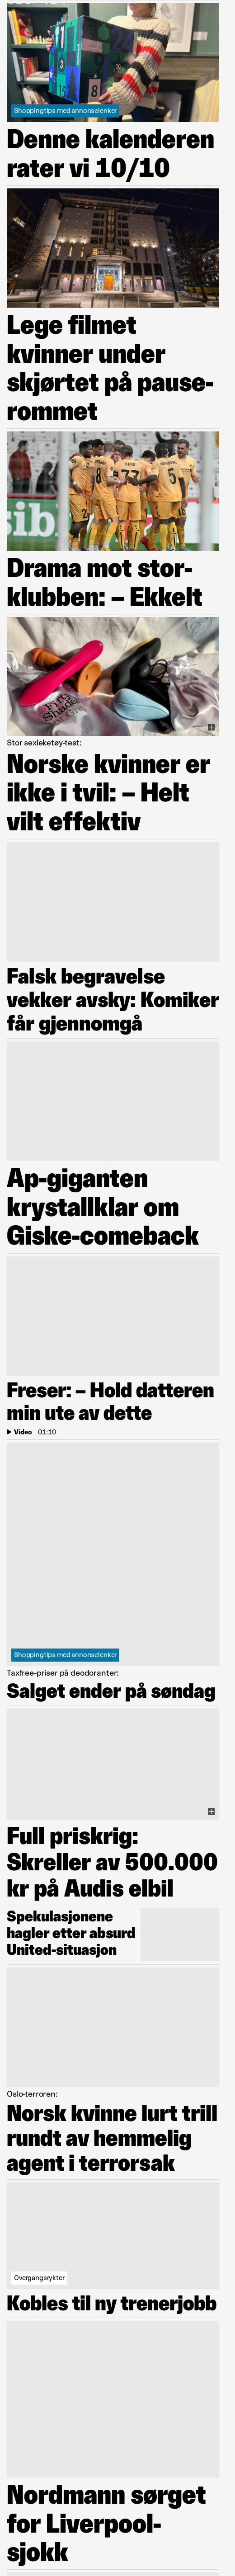 Shoppingtips med annonselenker
Denne kalenderen
rater vi 10/10
Lege filmet
kvinner under
skjørtet på pause-
rommet
Drama mot stor-
klubben: – Ekkelt
Stor sexleketøy-test:
Norske kvinner er
ikke i tvil: – Helt
vilt effektiv
Falsk begravelse
vekker avsky: Komiker
får gjennomgå
Ap-giganten
krystallklar om
Giske-comeback
Freser: – Hold datteren
min ute av dette
Video | 01:10
Shoppingtips med annonselenker
Taxfree-priser på deodoranter:
Salget ender på søndag
Full priskrig:
Skreller av 500.000
kr på Audis elbil
Spekulasjonene
hagler etter absurd
United-situasjon
Oslo-terroren:
Norsk kvinne lurt trill
rundt av hemmelig
agent i terrorsak
Overgangsrykter
Kobles til ny trenerjobb
Nordmann sørget
for Liverpool-
sjokk